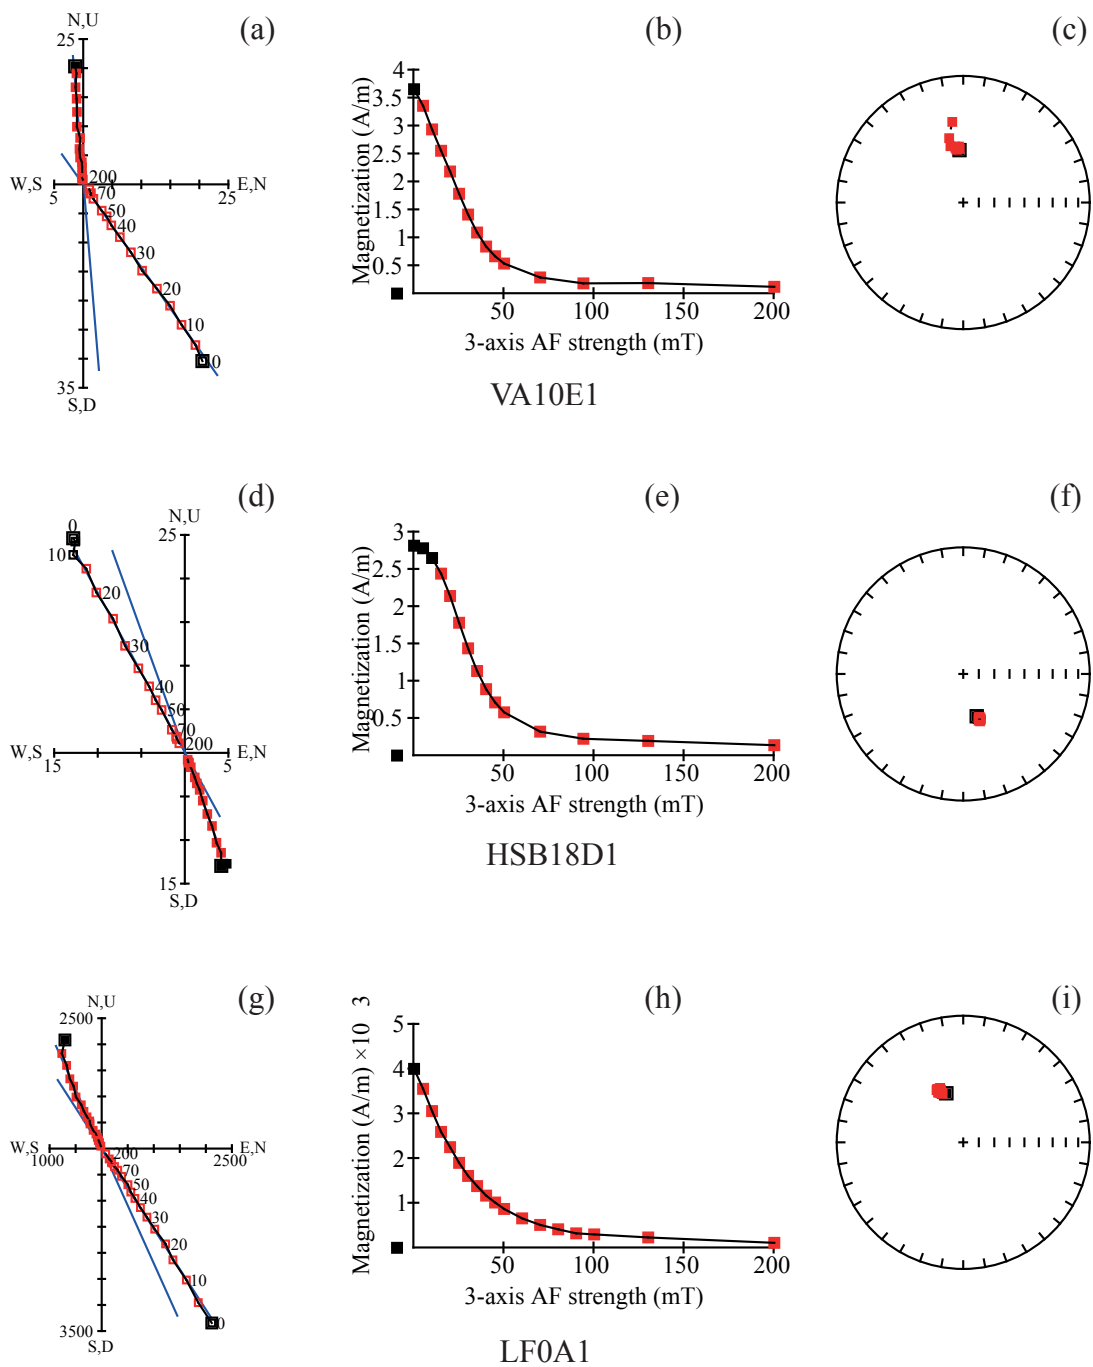 (a)
N,U
25
W,S
5
E,N
25
200
70
50
40
30
20
10
0
35
S,D
(b)
Magnetization (A/m)
4
3.5
3
2.5
2
1.5
1
0.5
50
100
150
200
3-axis AF strength (mT)
(c)
VA10E1
(d)
N,U
25
0
10
20
30
40
50
70
200
W,S
15
E,N
5
15
S,D
(e)
Magnetization (A/m)
3
2.5
2
1.5
1
0.5
50
100
150
200
3-axis AF strength (mT)
(f)
HSB18D1
(g)
N,U
2500
W,S
1000
E,N
2500
200
70
50
40
30
20
10
0
3500
S,D
(h)
Magnetization (A/m) ×10 3
5
4
3
2
1
50
100
150
200
3-axis AF strength (mT)
(i)
LF0A1